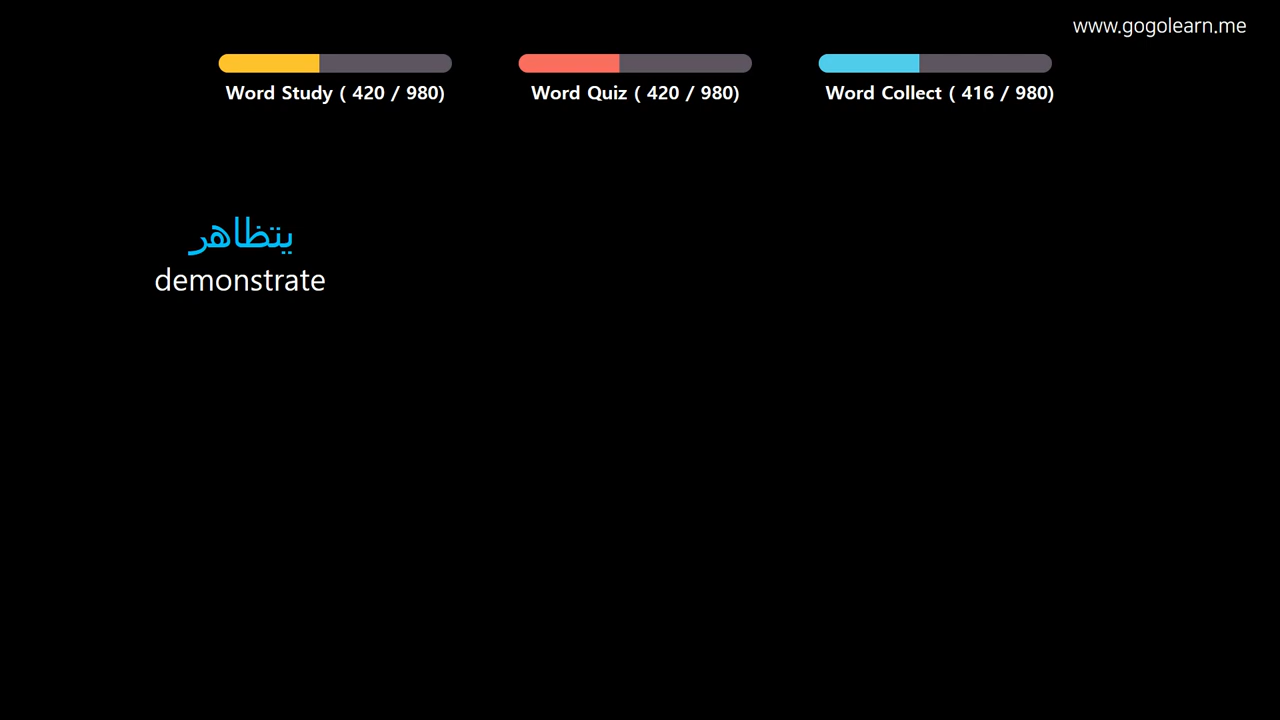 www.gogolearn.me
Word Study ( 420 / 980)
Word Quiz ( 420 / 980)
Word Collect ( 416 / 980)
يتظاهر
demonstrate